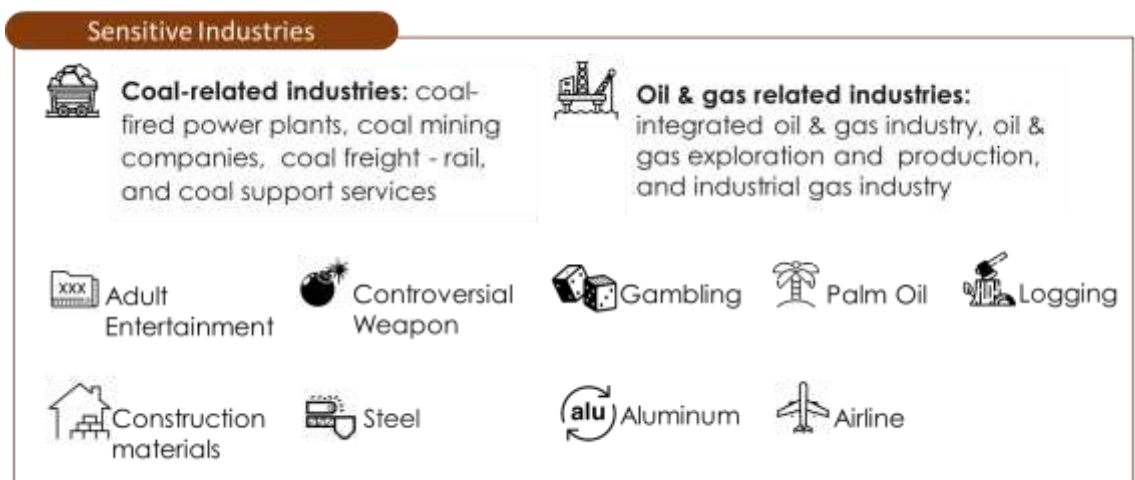 Sensitive Industries
Coal-related industries: coal-
fired power plants, coal mining
companies, coal freight - rail,
and coal support services
Oil & gas related industries:
integrated oil & gas industry, oil &
gas exploration and production,
and industrial gas industry
XXX
Adult
Entertainment
Controversial
Weapon
Gambling
Palm Oil
Logging
Construction
materials
Steel
alu
Aluminum
Airline